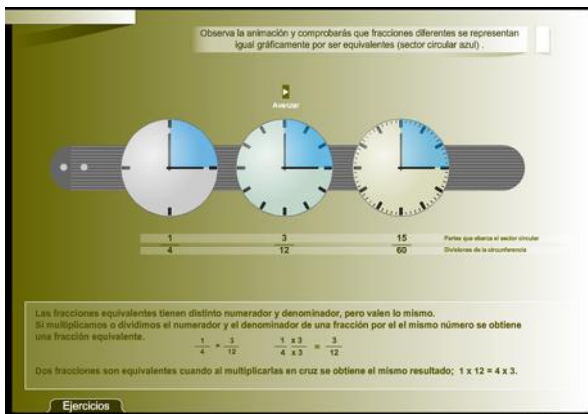 Observa la animación y comprobarás que fracciones diferentes se representan
igual gráficamente por ser equivalentes (sector circular azul) .
Avanzar
1 3 15 Partes que abarca el sector circular
4 12 60 Divisiones de la circunferencia
Las fracciones equivalentes tienen distinto numerador y denominador, pero valen lo mismo.
Si multiplicamos o dividimos el numerador y el denominador de una fracción por el el mismo número se obtiene
una fracción equivalente.
1 3 1 x 3 3
= =
4 12 4 x 3 12
Dos fracciones son equivalentes cuando al multiplicarlas en cruz se obtiene el mismo resultado; 1 x 12 = 4 x 3.
Ejercicios